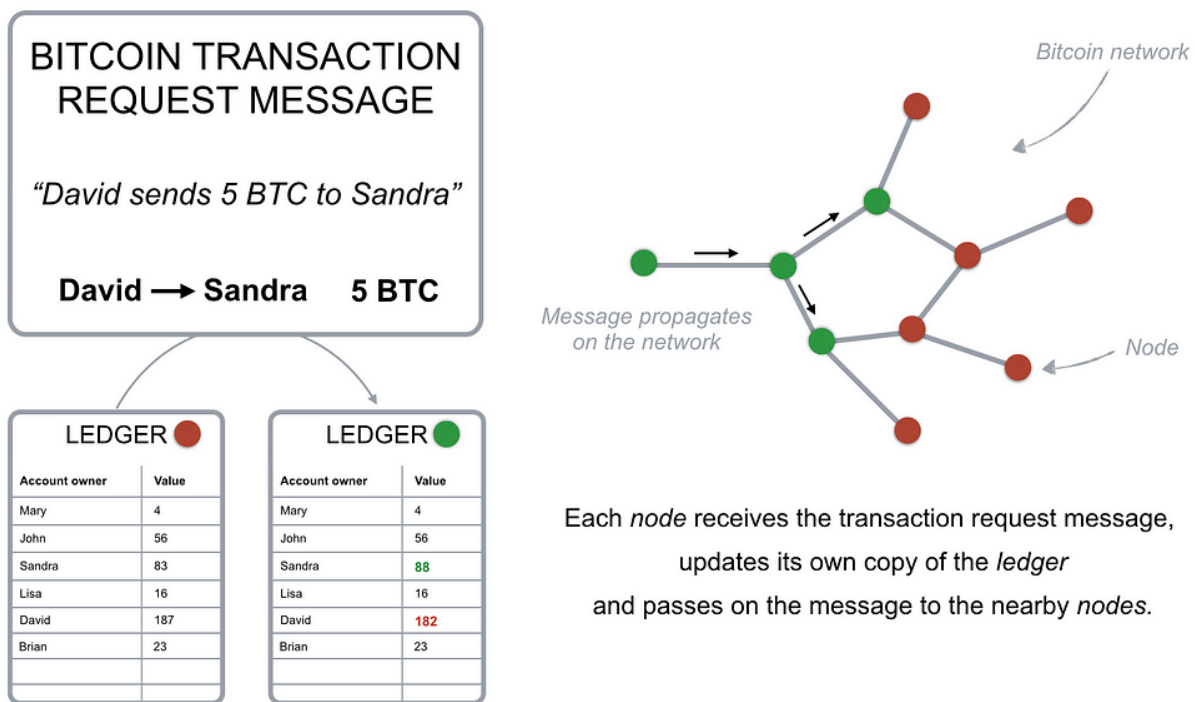 BITCOIN TRANSACTION
REQUEST MESSAGE
“David sends 5 BTC to Sandra”
David → Sandra 5 BTC
LEDGER
Account owner Value
Mary 4
John 56
Sandra 83
Lisa 16
David 187
Brian 23
LEDGER
Account owner Value
Mary 4
John 56
Sandra 88
Lisa 16
David 182
Brian 23
Bitcoin network
Message propagates
on the network
Node
Each node receives the transaction request message,
updates its own copy of the ledger
and passes on the message to the nearby nodes.